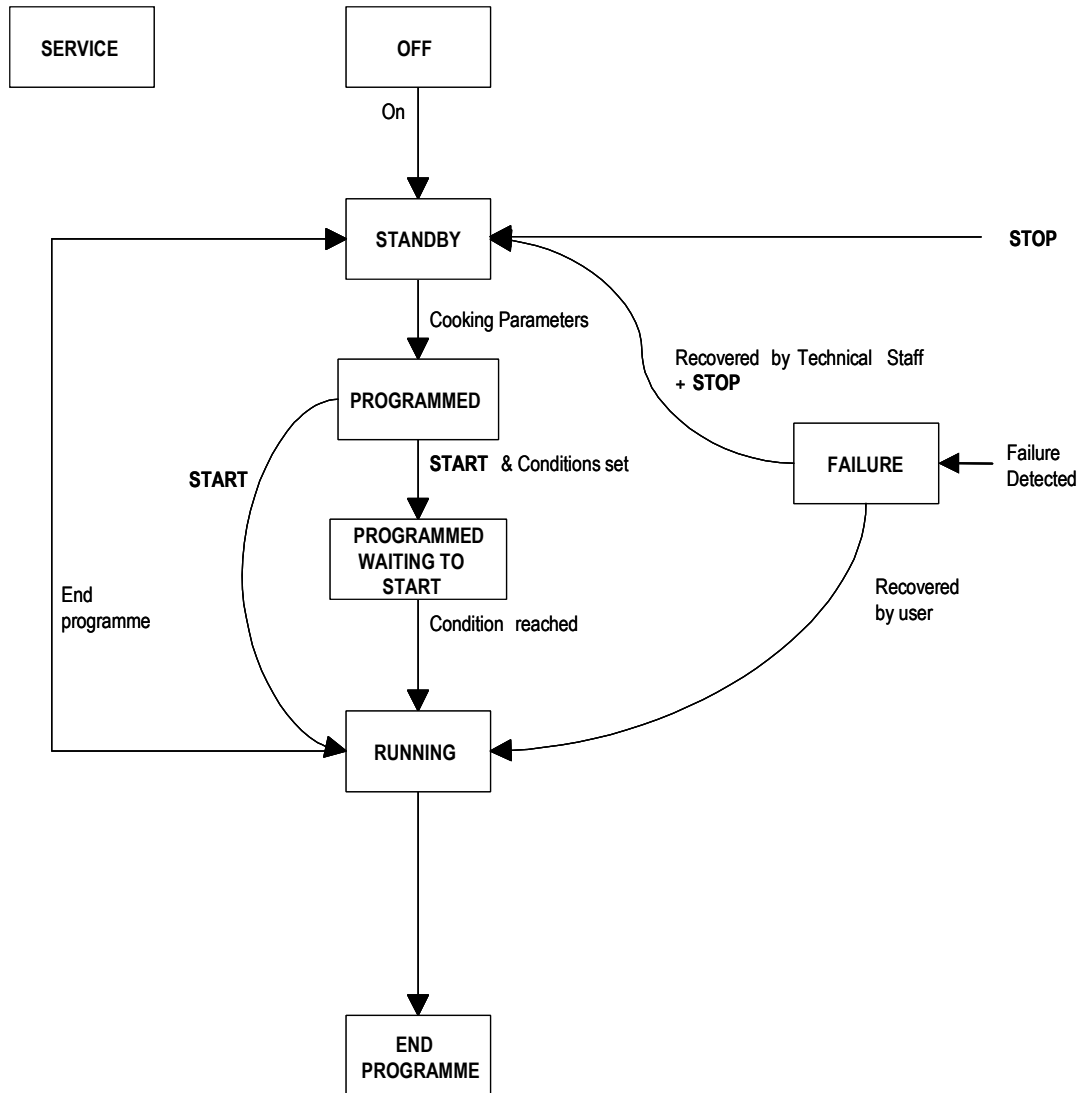 SERVICE
OFF
On
STANDBY
STOP
Cooking Parameters
Recovered by Technical Staff
+ STOP
PROGRAMMED
START & Conditions set
START
FAILURE
Failure
Detected
PROGRAMMED
WAITING TO
START
End
programme
Recovered
by user
Condition reached
RUNNING
END
PROGRAMME